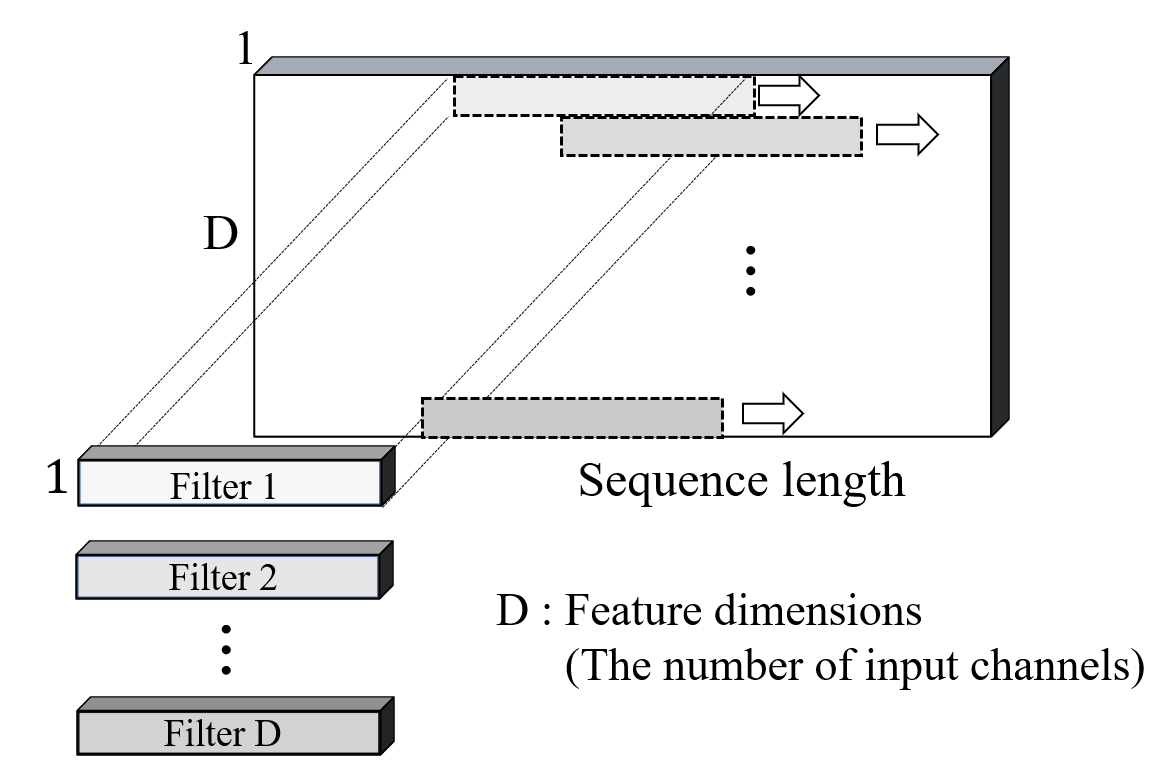 1
D
1
Filter 1
Sequence length
Filter 2
D : Feature dimensions
(The number of input channels)
Filter D